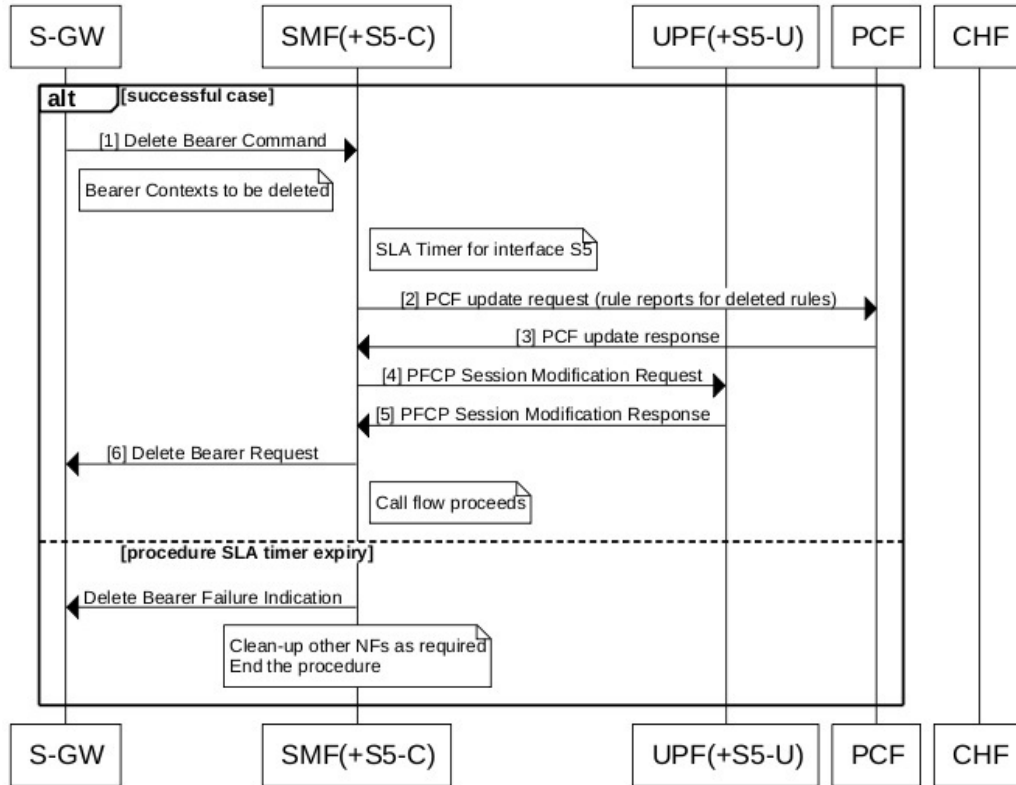 S-GW
SMF(+S5-C)
UPF(+S5-U)
PCF
CHF
alt
[successful case]
[1] Delete Bearer Command
Bearer Contexts to be deleted
SLA Timer for interface S5
[2] PCF update request (rule reports for deleted rules)
[3] PCF update response
[4] PFCP Session Modification Request
[5] PFCP Session Modification Response
[6] Delete Bearer Request
Call flow proceeds
[procedure SLA timer expiry]
Delete Bearer Failure Indication
Clean-up other NFs as required
End the procedure
S-GW
SMF(+S5-C)
UPF(+S5-U)
PCF
CHF